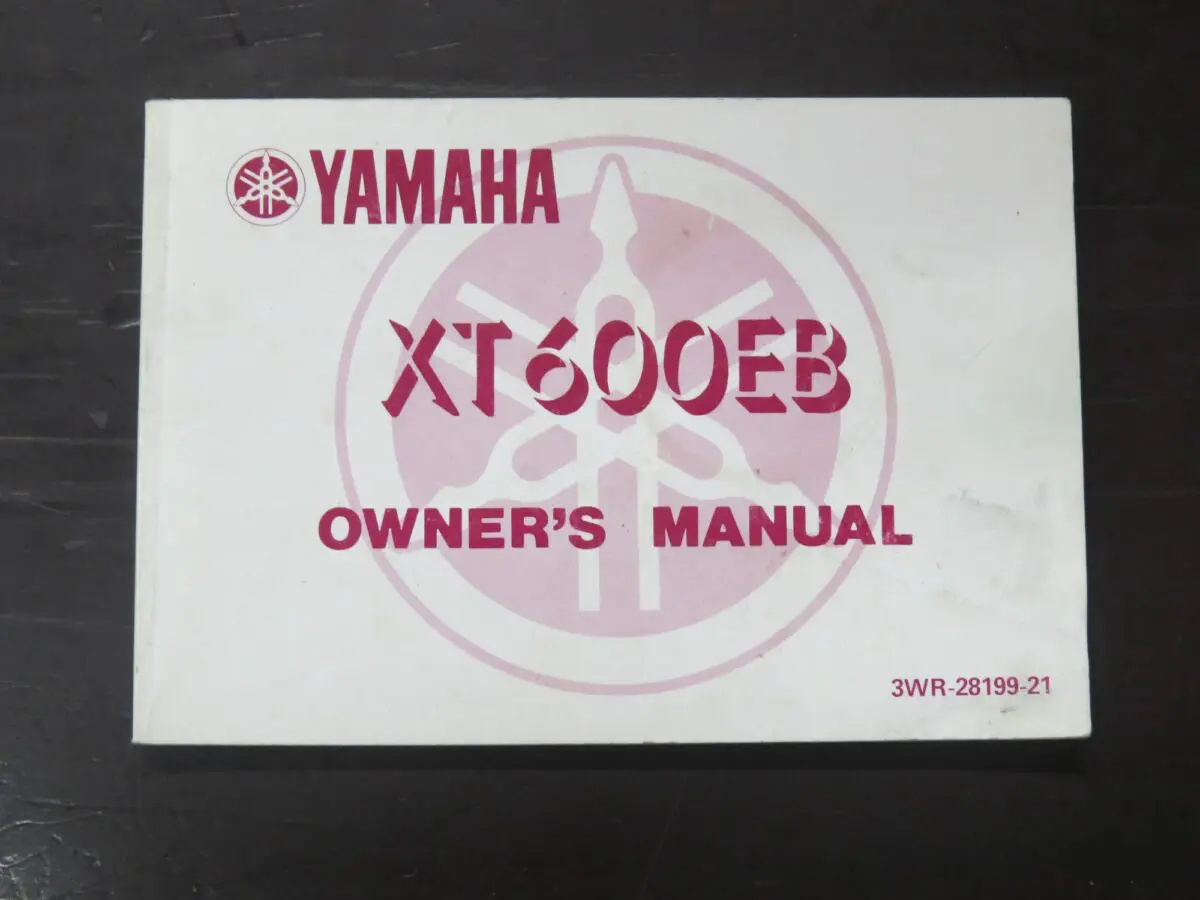 YAMAHA
XT600EB
OWNER'S MANUAL
3WR-28199-21